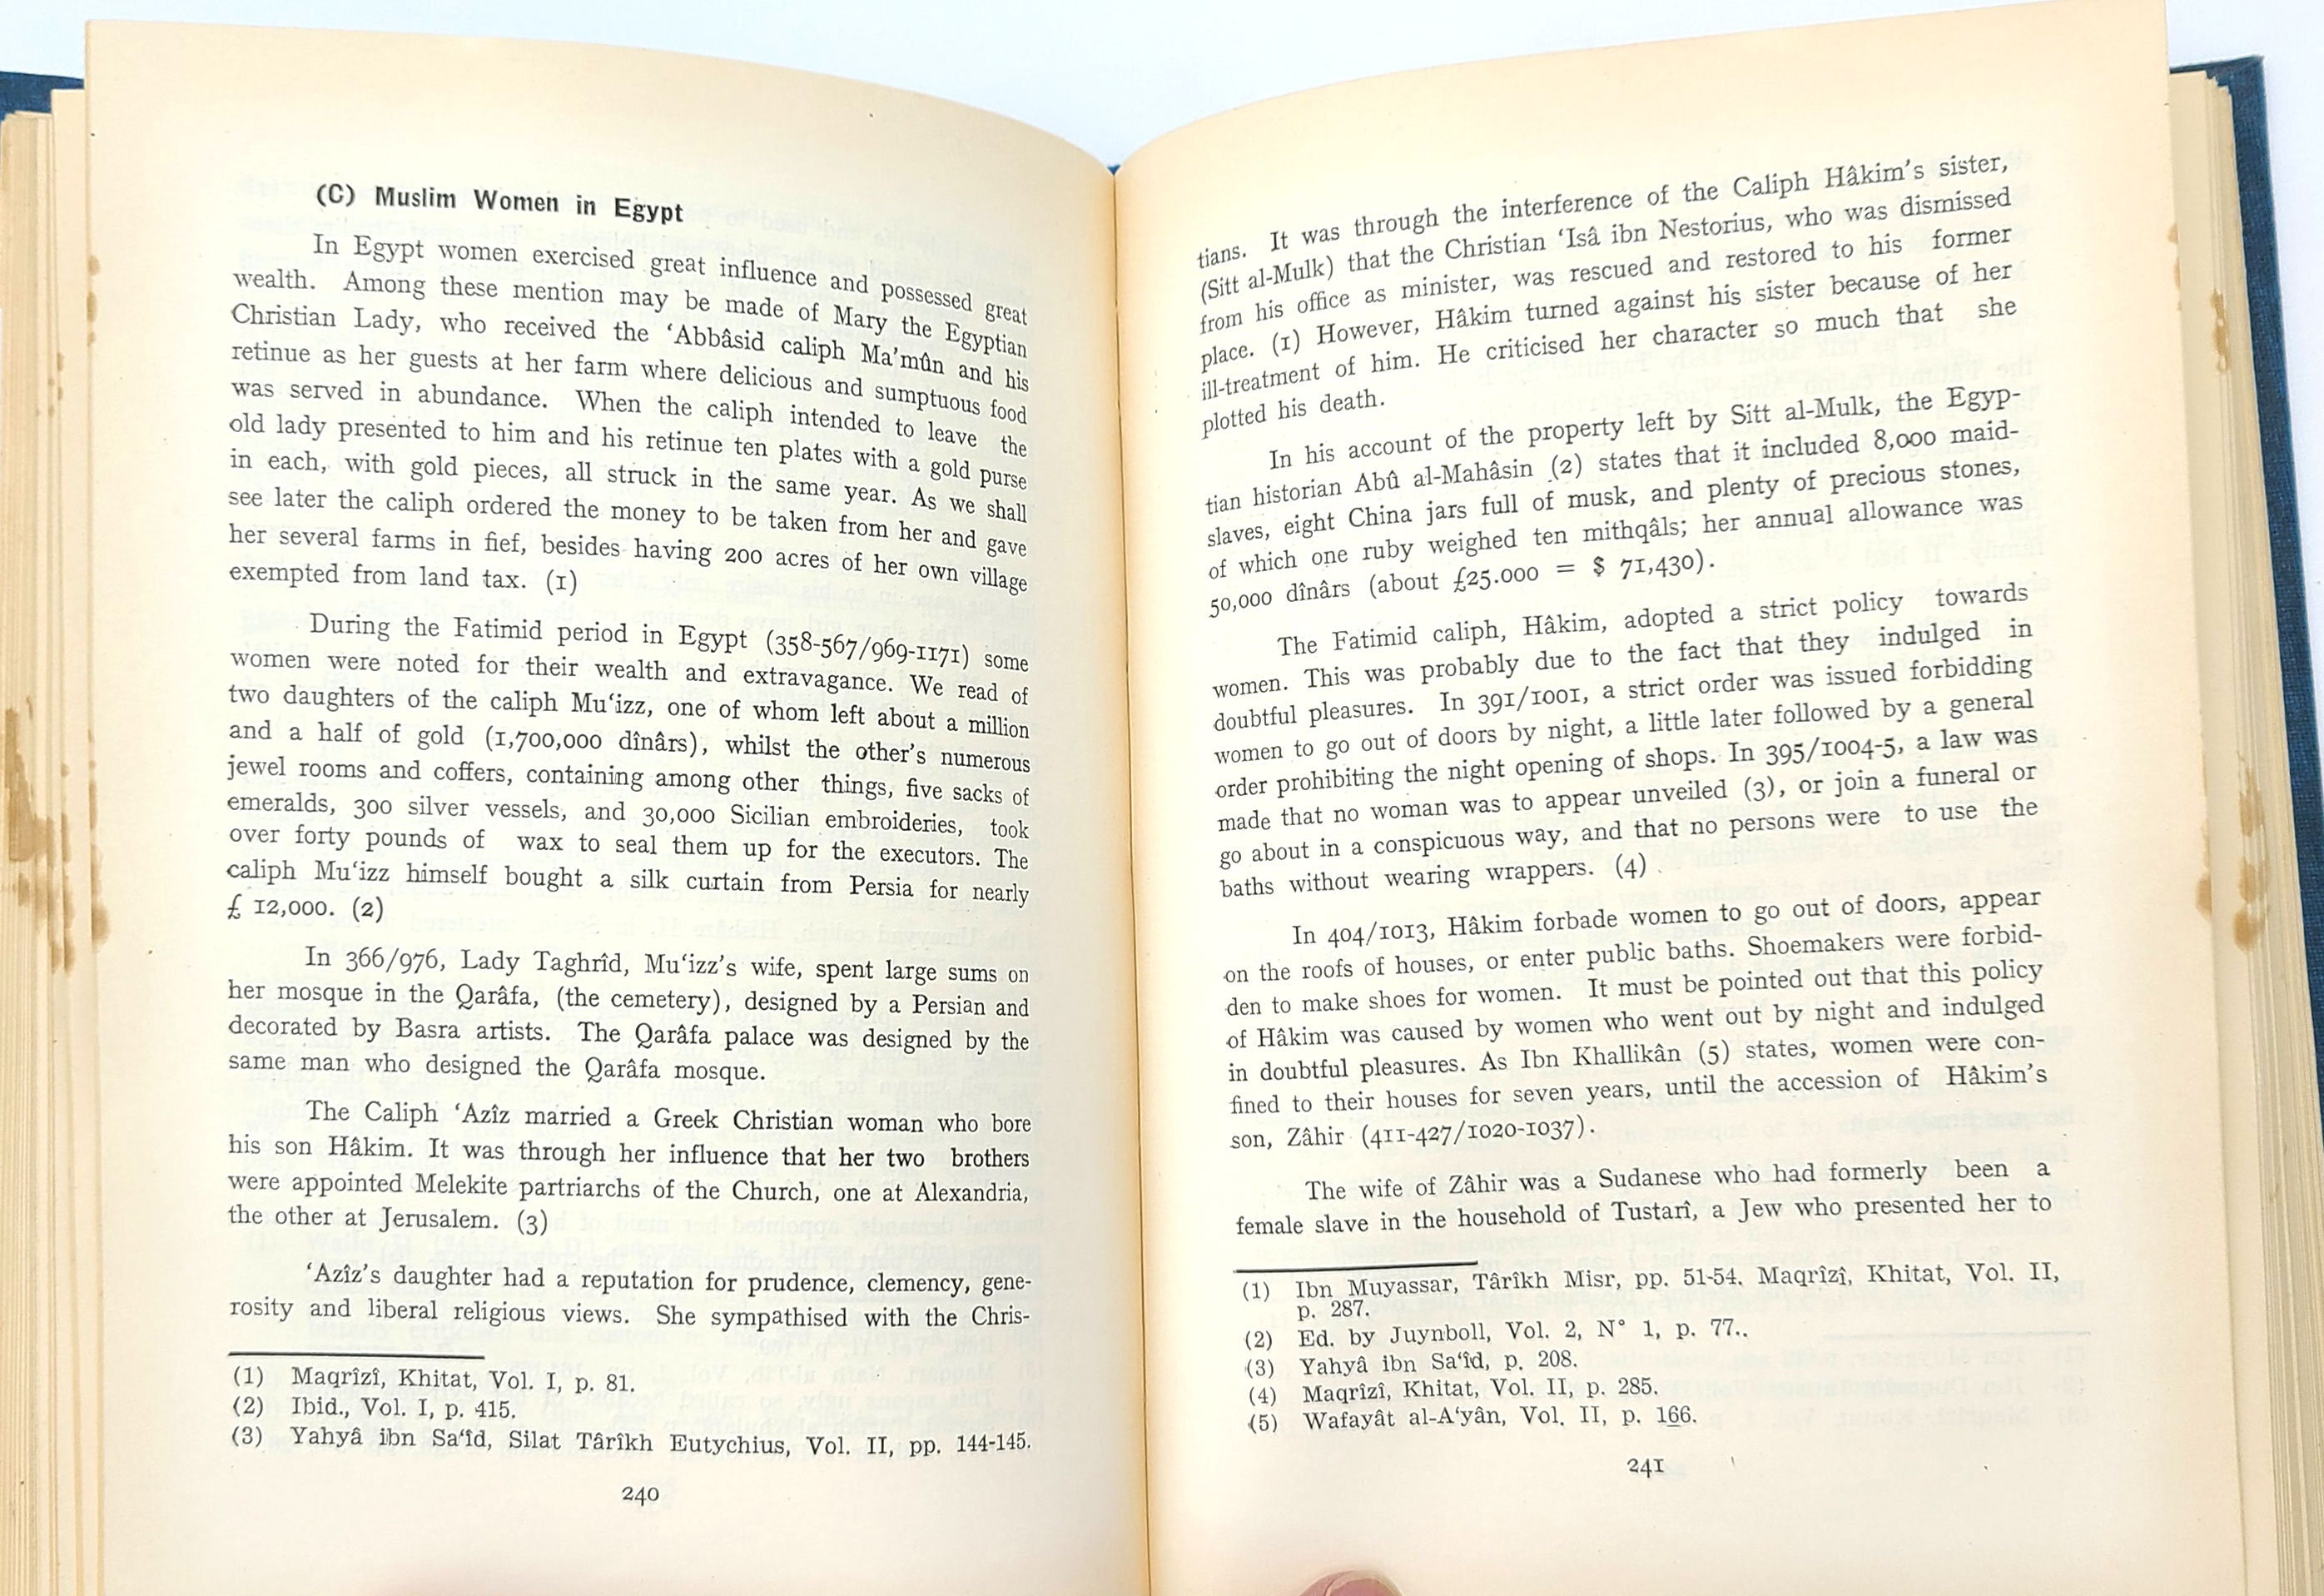 (C) Muslim Women in Egypt
In Egypt women exercised great influence and possessed great
wealth. Among these mention may be made of Mary the Egyptian
Christian Lady, who received the ‘Abbâsid caliph Ma’mûn and his
retinue as her guests at her farm where delicious and sumptuous food
was served in abundance. When the caliph intended to leave the
old lady presented to him and his retinue ten plates with a gold purse
in each, with gold pieces, all struck in the same year. As we shall
see later the caliph ordered the money to be taken from her and gave
her several farms in fief, besides having 200 acres of her own village
exempted from land tax. (1)
During the Fatimid period in Egypt (358-567/969-1171) some
women were noted for their wealth and extravagance. We read of
two daughters of the caliph Mu‘izz, one of whom left about a million
and a half of gold (1,700,000 dînârs), whilst the other’s numerous
jewel rooms and coffers, containing among other things, five sacks of
emeralds, 300 silver vessels, and 30,000 Sicilian embroideries, took
over forty pounds of wax to seal them up for the executors. The
caliph Mu‘izz himself bought a silk curtain from Persia for nearly
£ 12,000. (2)
In 366/976, Lady Taghrîd, Mu‘izz’s wife, spent large sums on
her mosque in the Qarâfa, (the cemetery), designed by a Persian and
decorated by Basra artists. The Qarâfa palace was designed by the
same man who designed the Qarâfa mosque.
The Caliph ‘Azîz married a Greek Christian woman who bore
his son Hâkim. It was through her influence that her two brothers
were appointed Melekite partriarchs of the Church, one at Alexandria,
the other at Jerusalem. (3)
‘Azîz’s daughter had a reputation for prudence, clemency, gene-
rosity and liberal religious views. She sympathised with the Chris-
(1) Maqrîzî, Khitat, Vol. I, p. 81.
(2) Ibid., Vol. I, p. 415.
(3) Yahyâ ibn Sa‘îd, Silat Târîkh Eutychius, Vol. II, pp. 144-145.
240
tians. It was through the interference of the Caliph Hâkim’s sister,
(Sitt al-Mulk) that the Christian ‘Isâ ibn Nestorius, who was dismissed
from his office as minister, was rescued and restored to his former
place. (1) However, Hâkim turned against his sister because of her
ill-treatment of him. He criticised her character so much that she
plotted his death.
In his account of the property left by Sitt al-Mulk, the Egyp-
tian historian Abû al-Mahâsin (2) states that it included 8,000 maid-
slaves, eight China jars full of musk, and plenty of precious stones,
of which one ruby weighed ten mithqâls; her annual allowance was
50,000 dînârs (about £25.000 = $ 71,430).
The Fatimid caliph, Hâkim, adopted a strict policy towards
women. This was probably due to the fact that they indulged in
doubtful pleasures. In 391/1001, a strict order was issued forbidding
women to go out of doors by night, a little later followed by a general
order prohibiting the night opening of shops. In 395/1004-5, a law was
made that no woman was to appear unveiled (3), or join a funeral or
go about in a conspicuous way, and that no persons were to use the
baths without wearing wrappers. (4)
In 404/1013, Hâkim forbade women to go out of doors, appear
on the roofs of houses, or enter public baths. Shoemakers were forbid-
den to make shoes for women. It must be pointed out that this policy
of Hâkim was caused by women who went out by night and indulged
in doubtful pleasures. As Ibn Khallikân (5) states, women were con-
fined to their houses for seven years, until the accession of Hâkim’s
son, Zâhir (411-427/1020-1037).
The wife of Zâhir was a Sudanese who had formerly been a
female slave in the household of Tustarî, a Jew who presented her to
(1) Ibn Muyassar, Târîkh Misr, pp. 51-54. Maqrîzî, Khitat, Vol. II,
p. 287.
(2) Ed. by Juynboll, Vol. 2, N° 1, p. 77..
(3) Yahyâ ibn Sa‘îd, p. 208.
(4) Maqrîzî, Khitat, Vol. II, p. 285.
(5) Wafayât al-A‘yân, Vol. II, p. 166.
241